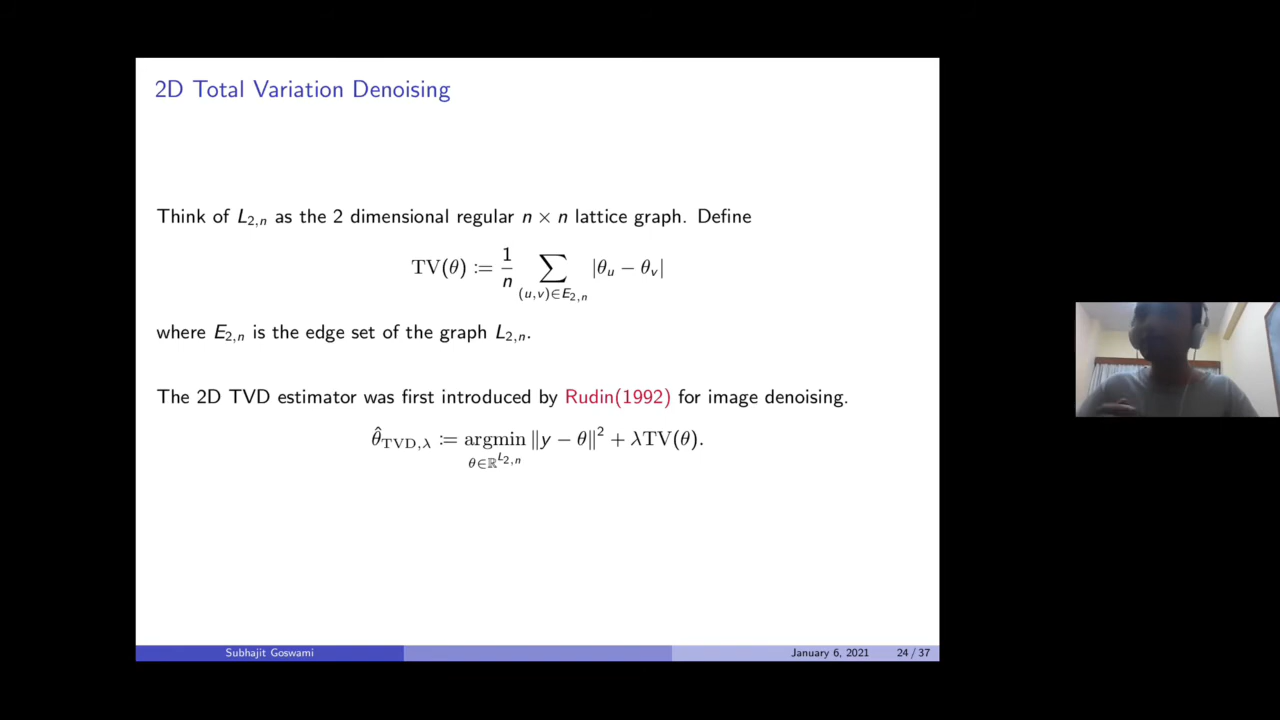 2D Total Variation Denoising
Think of L_{2,n} as the 2 dimensional regular n × n lattice graph. Define
TV(θ) := \frac{1}{n} \sum_{(u,v)∈E_{2,n}} |θ_u − θ_v|
where E_{2,n} is the edge set of the graph L_{2,n}.
The 2D TVD estimator was first introduced by Rudin(1992) for image denoising.
\hat{θ}_{TVD,λ} := argmin_{θ∈ℝ^{L_{2,n}}} ‖y − θ‖^2 + λTV(θ).
Subhajit Goswami January 6, 2021 24 / 37